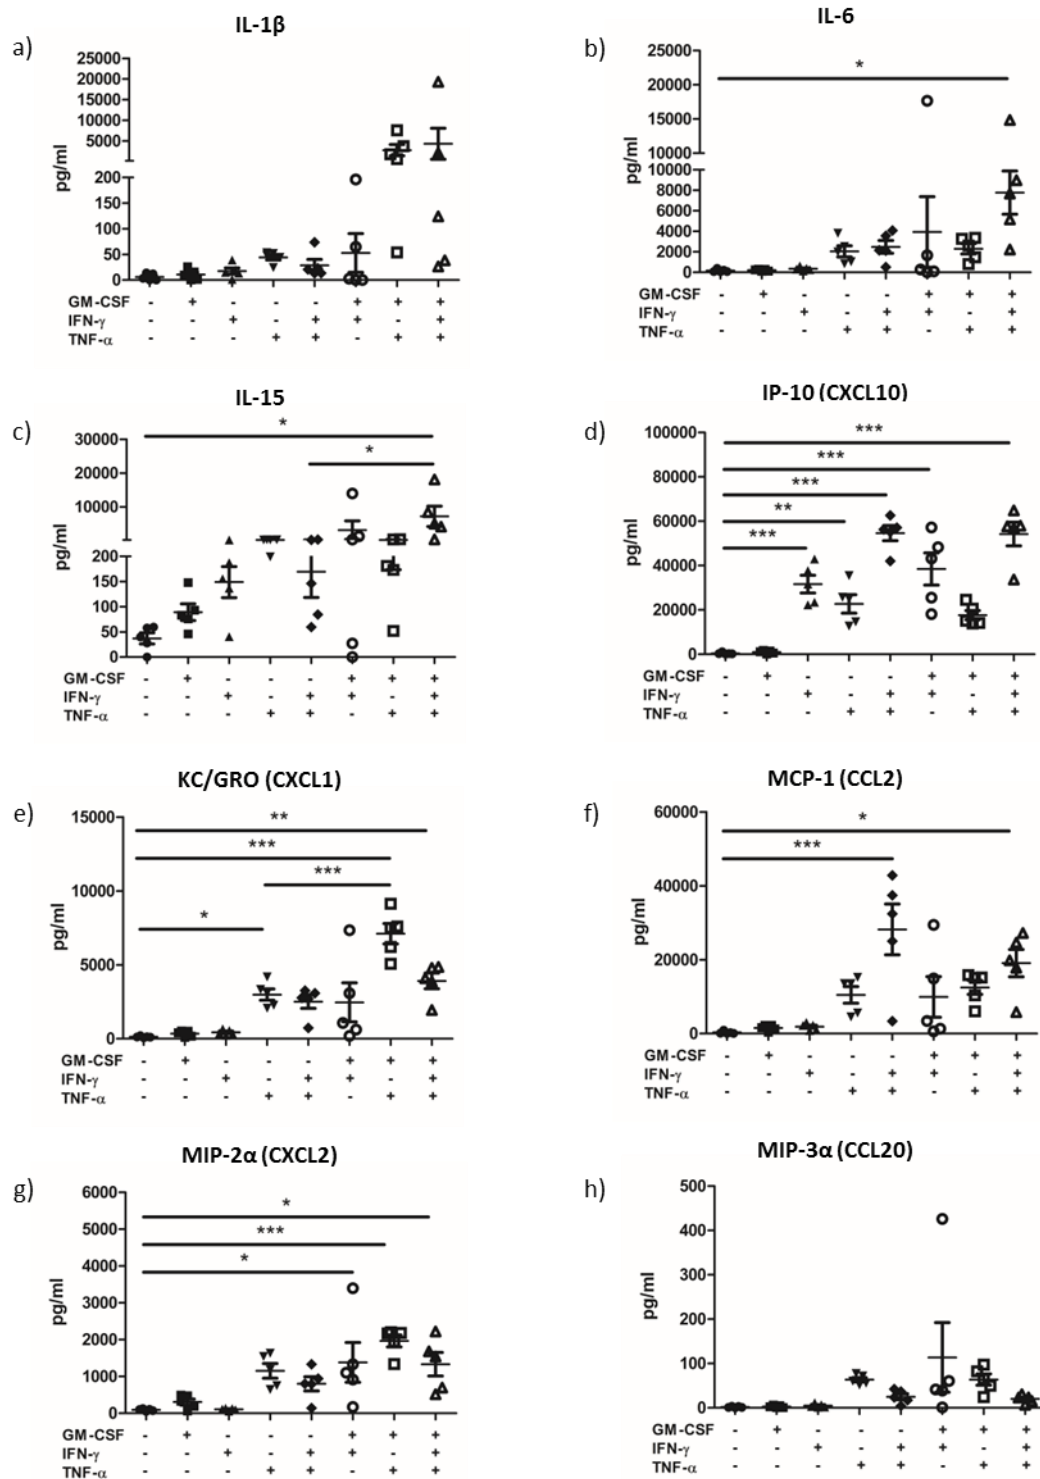 IL-1β
a)
25000
20000
15000
10000
5000
200
150
100
50
0
pg/ml
GM-CSF - + - - - + + +
IFN-γ - - + - + + - +
TNF-α - - - + + - + +
IL-6
b)
25000
20000
15000
10000
10000
8000
6000
4000
2000
0
pg/ml
*
GM-CSF - + - - - + + +
IFN-γ - - + - + + - +
TNF-α - - - + + - + +
IL-15
c)
30000
20000
10000
200
150
100
50
0
pg/ml
*
*
GM-CSF - + - - - + + +
IFN-γ - - + - + + - +
TNF-α - - - + + - + +
IP-10 (CXCL10)
d)
100000
80000
60000
40000
20000
0
pg/ml
***
***
***
**
***
GM-CSF - + - - - + + +
IFN-γ - - + - + + - +
TNF-α - - - + + - + +
KC/GRO (CXCL1)
e)
15000
10000
5000
0
pg/ml
**
***
***
*
GM-CSF - + - - - + + +
IFN-γ - - + - + + - +
TNF-α - - - + + - + +
MCP-1 (CCL2)
f)
60000
40000
20000
0
pg/ml
*
***
GM-CSF - + - - - + + +
IFN-γ - - + - + + - +
TNF-α - - - + + - + +
MIP-2α (CXCL2)
g)
6000
5000
4000
3000
2000
1000
0
pg/ml
*
***
*
GM-CSF - + - - - + + +
IFN-γ - - + - + + - +
TNF-α - - - + + - + +
MIP-3α (CCL20)
h)
500
400
300
200
100
0
pg/ml
GM-CSF - + - - - + + +
IFN-γ - - + - + + - +
TNF-α - - - + + - + +